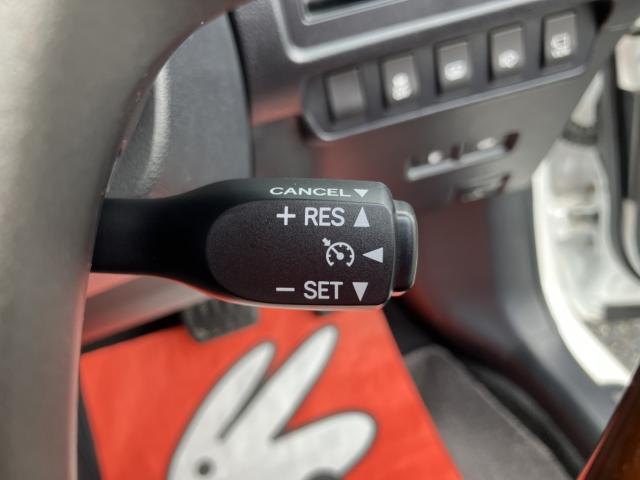 CANCEL ▼
+ RES ▲
◀
− SET ▼